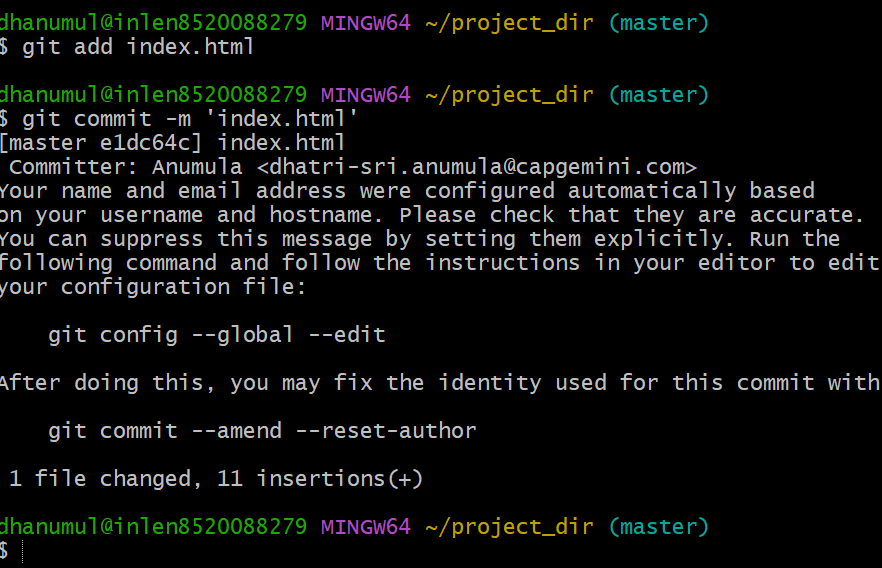 dhanumul@inlen8520088279 MINGW64 ~/project_dir (master)
$ git add index.html
dhanumul@inlen8520088279 MINGW64 ~/project_dir (master)
$ git commit -m 'index.html'
[master e1dc64c] index.html
Committer: Anumula <dhatri-sri.anumula@capgemini.com>
Your name and email address were configured automatically based
on your username and hostname. Please check that they are accurate.
You can suppress this message by setting them explicitly. Run the
following command and follow the instructions in your editor to edit
your configuration file:
git config --global --edit
After doing this, you may fix the identity used for this commit with
git commit --amend --reset-author
1 file changed, 11 insertions(+)
dhanumul@inlen8520088279 MINGW64 ~/project_dir (master)
$